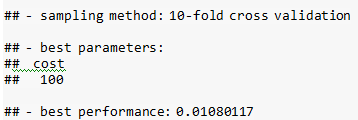 ## - sampling method: 10-fold cross validation
## - best parameters:
##  cost
##   100
## - best performance: 0.01080117